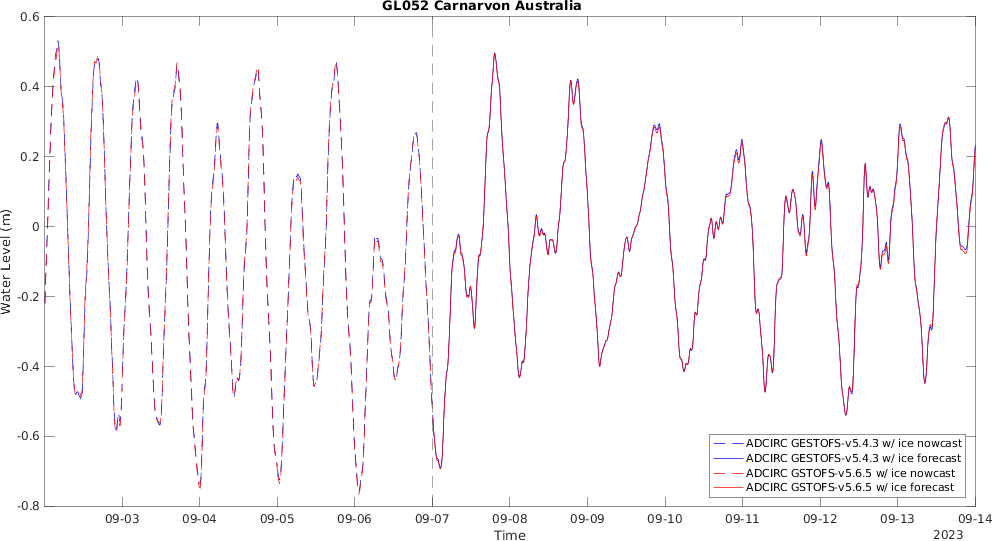 GL052 Carnarvon Australia
0.6
0.4
0.2
0
-0.2
-0.4
-0.6
-0.8
Water Level (m)
09-03 09-04 09-05 09-06 09-07 09-08 09-09 09-10 09-11 09-12 09-13 09-14
Time
2023
ADCIRC GESTOFS-v5.4.3 w/ ice nowcast
ADCIRC GESTOFS-v5.4.3 w/ ice forecast
ADCIRC GSTOFS-v5.6.5 w/ ice nowcast
ADCIRC GSTOFS-v5.6.5 w/ ice forecast